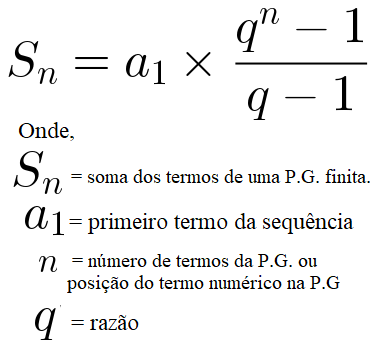 Sₙ = a₁ × (qⁿ − 1) / (q − 1)
Onde,
Sₙ = soma dos termos de uma P.G. finita.
a₁ = primeiro termo da sequência
n = número de termos da P.G. ou
posição do termo numérico na P.G
q = razão